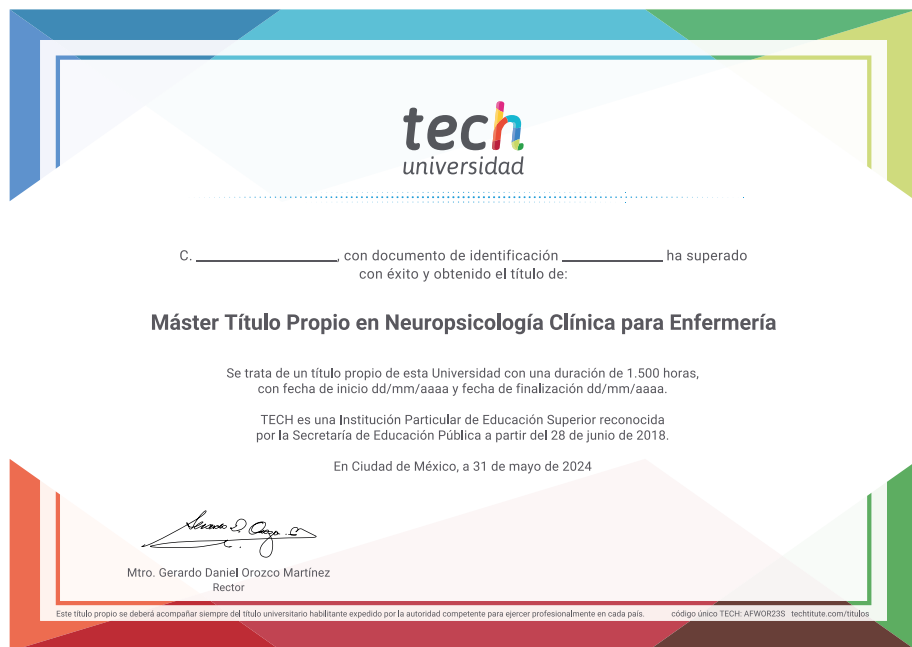 tech
universidad
C. ____________, con documento de identificación ____________ ha superado
con éxito y obtenido el título de:
Máster Título Propio en Neuropsicología Clínica para Enfermería
Se trata de un título propio de esta Universidad con una duración de 1.500 horas,
con fecha de inicio dd/mm/aaaa y fecha de finalización dd/mm/aaaa.
TECH es una Institución Particular de Educación Superior reconocida
por la Secretaría de Educación Pública a partir del 28 de junio de 2018.
En Ciudad de México, a 31 de mayo de 2024
Mtro. Gerardo Daniel Orozco Martínez
Rector
Este título propio se deberá acompañar siempre del título universitario habilitante expedido por la autoridad competente para ejercer profesionalmente en cada país. código único TECH: AFWOR23S techtitute.com/titulos